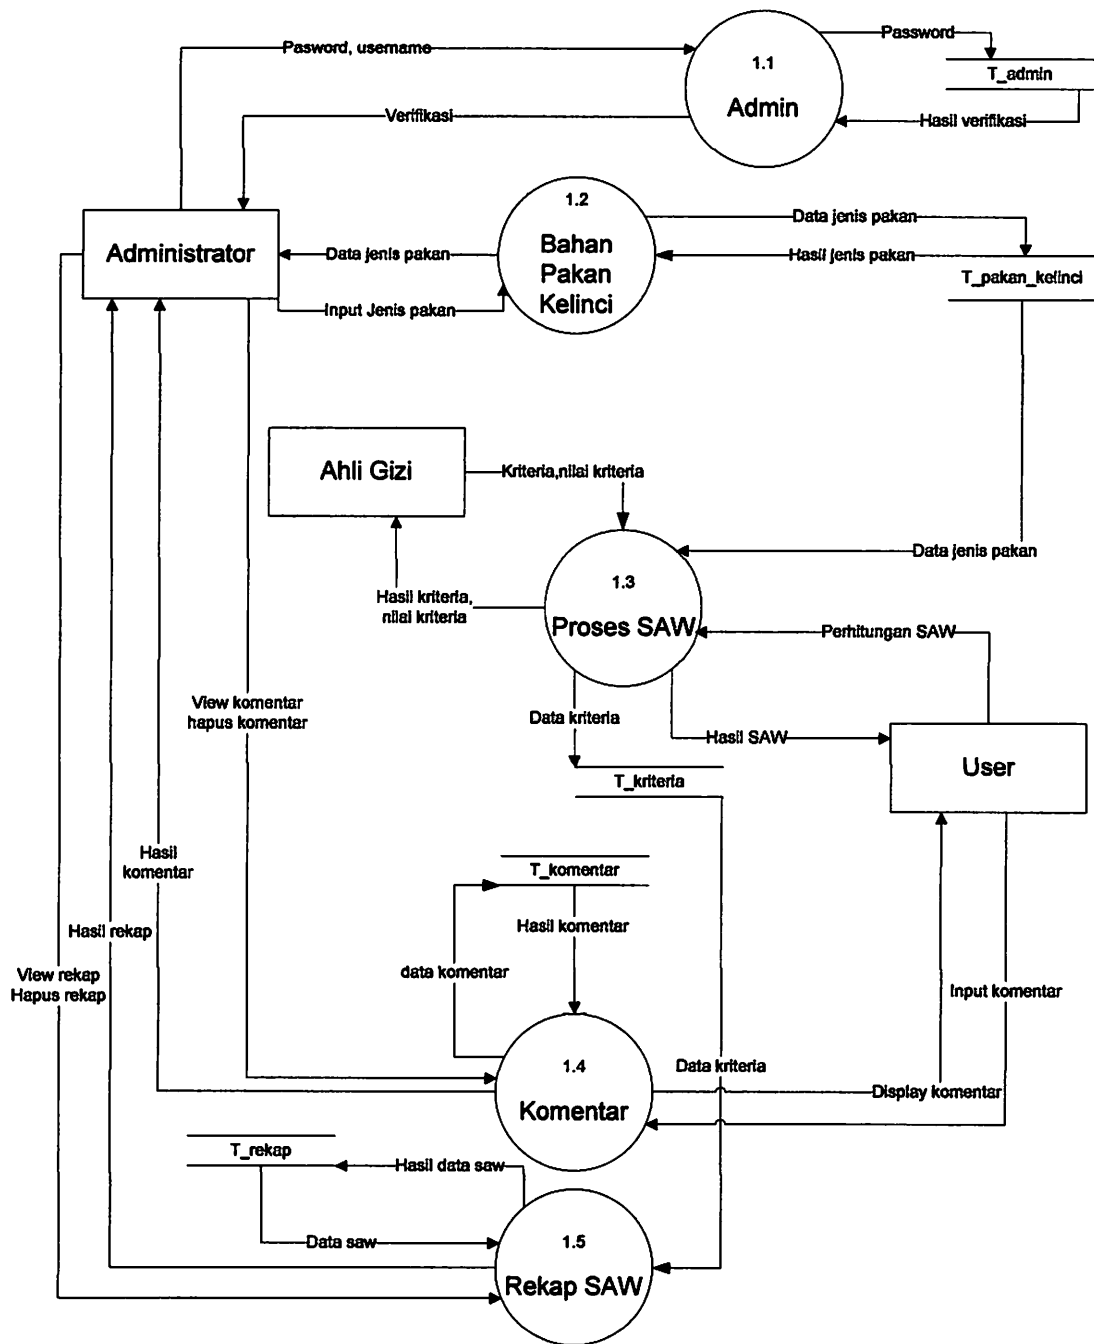 Pasword, username
Password
1.1
Admin
T_admin
Verifikasi
Hasil verifikasi
1.2
Bahan
Pakan
Kelinci
Data jenis pakan
Administrator
Data jenis pakan
Hasil jenis pakan
T_pakan_kelinci
Input Jenis pakan
Ahli Gizi
Kriteria,nilai kriteria
Data jenis pakan
1.3
Proses SAW
Hasil kriteria,
nilai kriteria
Perhitungan SAW
View komentar
hapus komentar
Data kriteria
Hasil SAW
User
T_kriteria
Hasil
komentar
T_komentar
Hasil komentar
Hasil rekap
data komentar
View rekap
Hapus rekap
Input komentar
1.4
Komentar
Data kriteria
Display komentar
T_rekap
Hasil data saw
Data saw
1.5
Rekap SAW